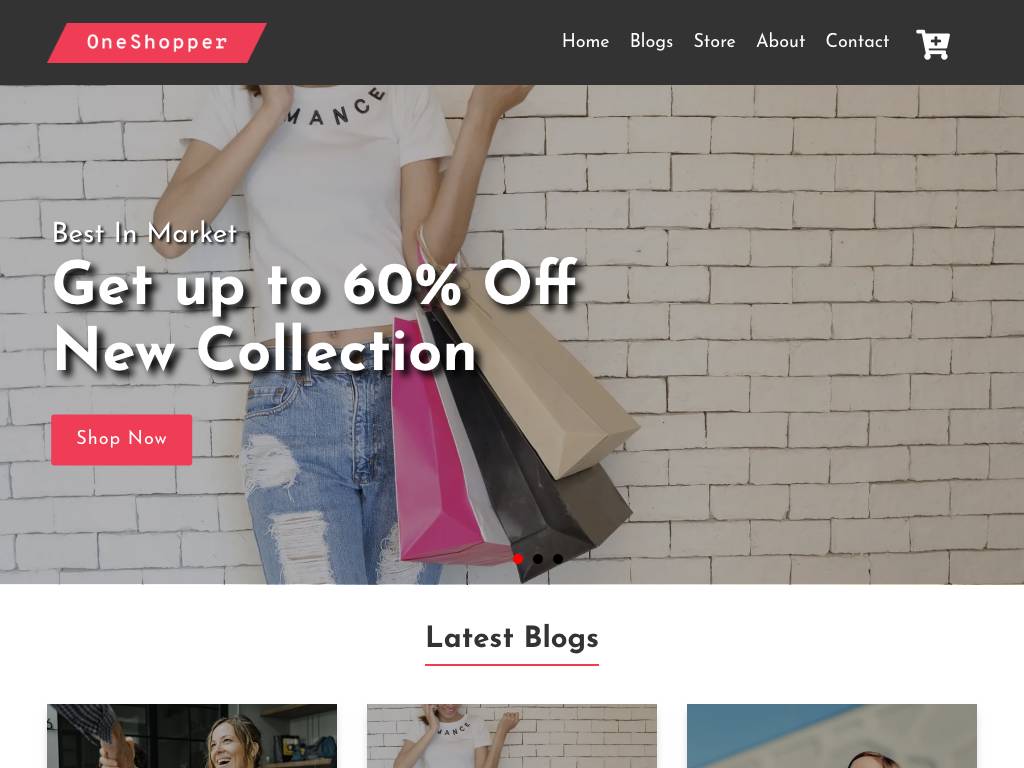 OneShopper
Home Blogs Store About Contact
MANCE
Best In Market
Get up to 60% Off
New Collection
Shop Now
Latest Blogs
MANCE